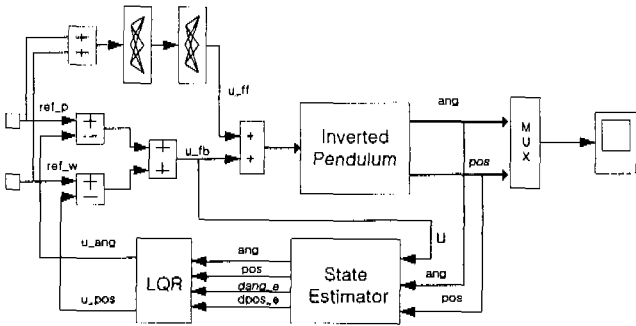 +
+
u_ff
ref_p
+
−
ref_w
+
−
+
+
u_fb
+
+
Inverted
Pendulum
ang
pos
M
U
X
u_ang
u_pos
LQR
ang
pos
dang_e
dpos_e
State
Estimator
U
ang
pos